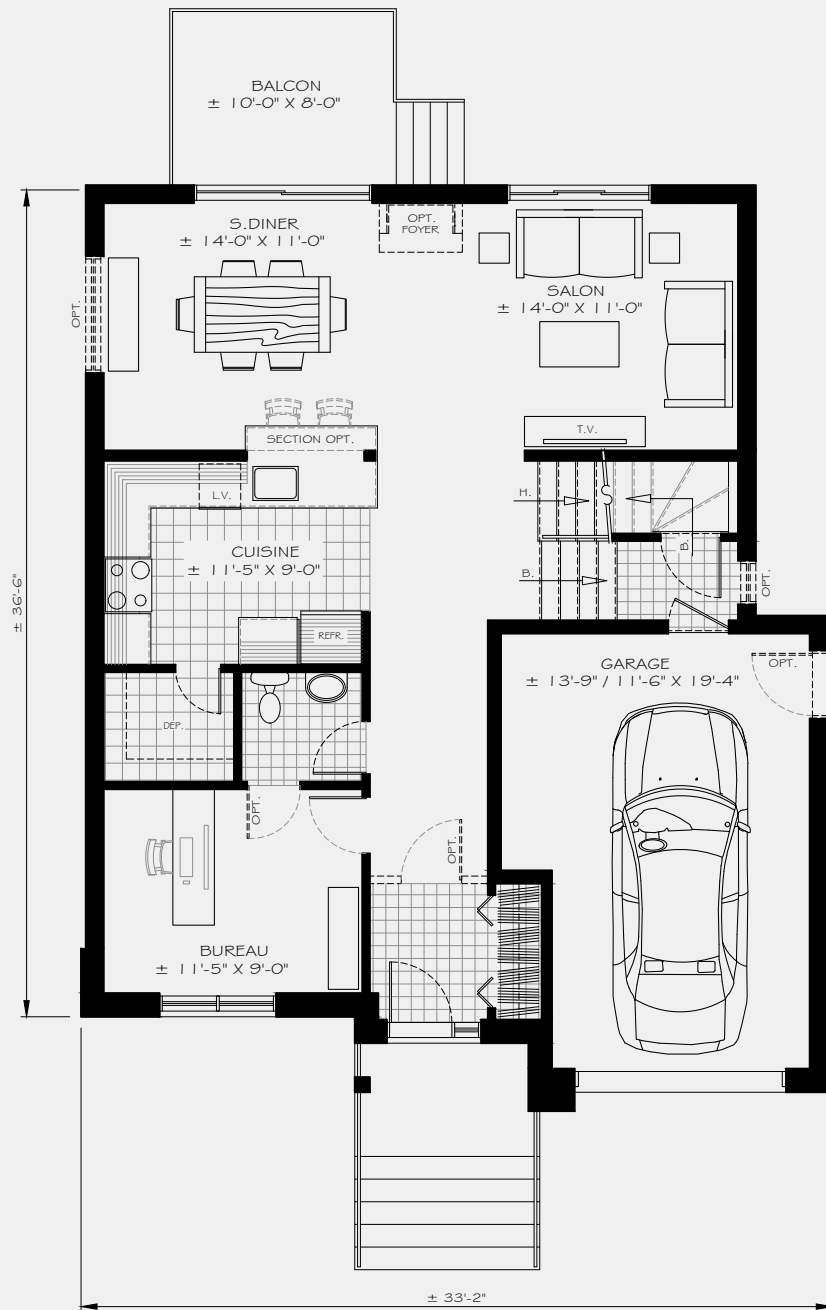 BALCON
± 10'-0" X 8'-0"
S.DINER
± 14'-0" X 11'-0"
OPT.
FOYER
SALON
± 14'-0" X 11'-0"
OPT.
T.V.
SECTION OPT.
L.V.
H.
CUISINE
± 11'-5" X 9'-0"
B.
B.
OPT.
± 36'-6"
REFR.
GARAGE
± 13'-9" / 11'-6" X 19'-4"
OPT.
DEP.
OPT.
OPT.
BUREAU
± 11'-5" X 9'-0"
± 33'-2"